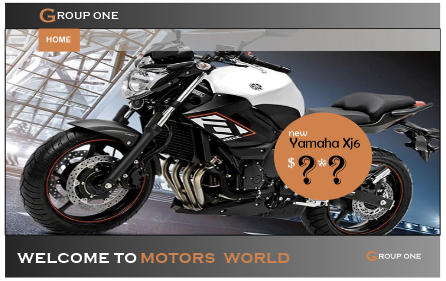 GROUP ONE
HOME
new
Yamaha Xj6
$ ? * ?
WELCOME TO MOTORS WORLD
GROUP ONE